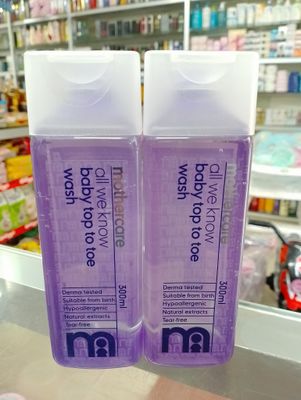 mothercare
all we know
baby top to toe
wash
Derma tested
Suitable from birth
Hypoallergenic
Natural extracts
Tear-free
300ml
m
mothercare
all we know
baby top to toe
wash
Derma tested
Suitable from birth
Hypoallergenic
Natural extracts
Tear-free
300ml
m